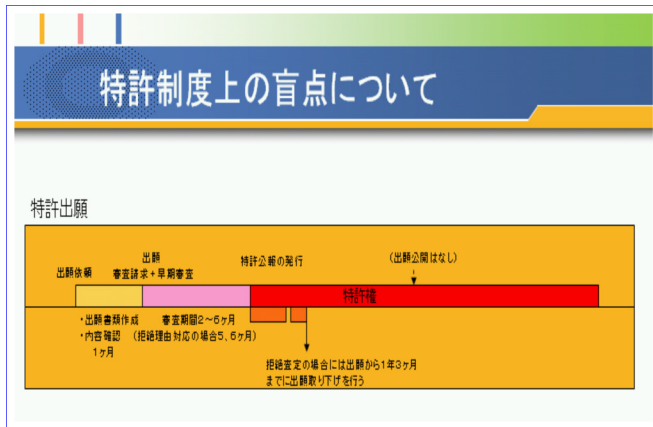 特許制度上の盲点について
特許出願
出願依頼
出願
審査請求+早期審査
特許公報の発行
(出願公開はなし)
特許権
・出願書類作成
・内容確認
1ヶ月
審査期間2~6ヶ月
(拒絶理由対応の場合5、6ヶ月)
拒絶査定の場合には出願から1年3ヶ月
までに出願取り下げを行う